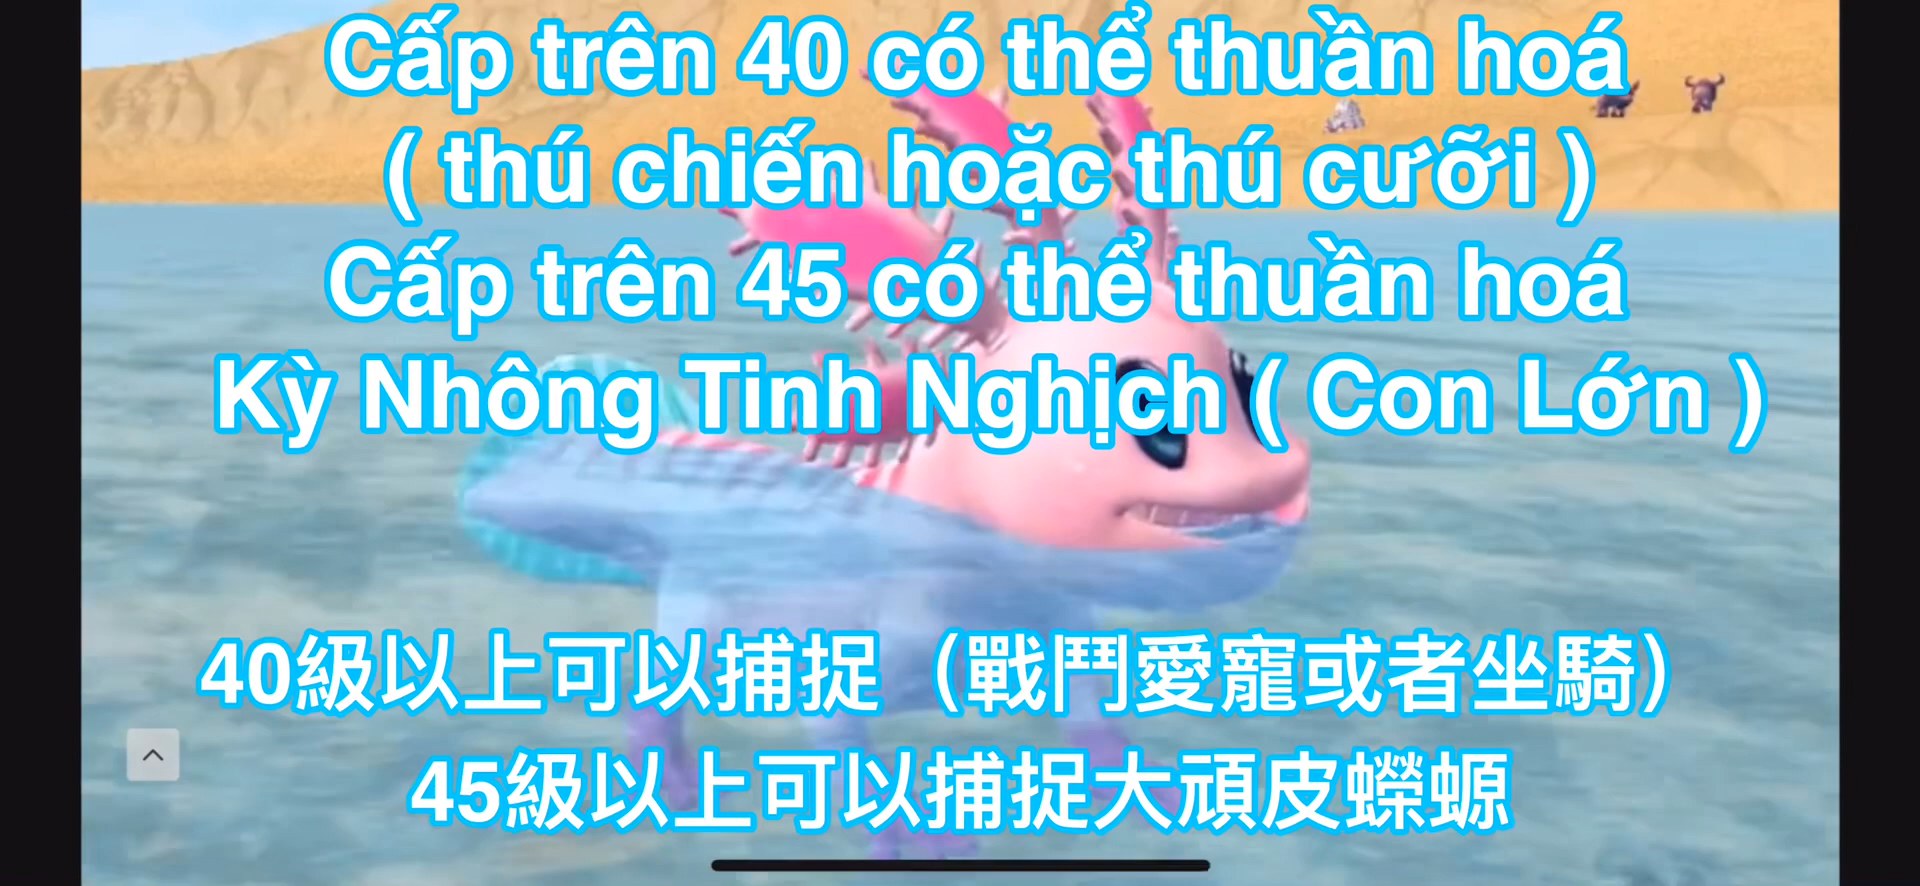 Cấp trên 40 có thể thuần hoá
( thú chiến hoặc thú cưỡi )
Cấp trên 45 có thể thuần hoá
Kỳ Nhông Tinh Nghịch ( Con Lớn )
40級以上可以捕捉（戰鬥愛寵或者坐騎）
45級以上可以捕捉大頑皮蠑螈